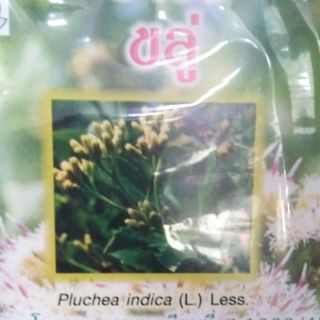 ขลู่
Pluchea indica (L.) Less.